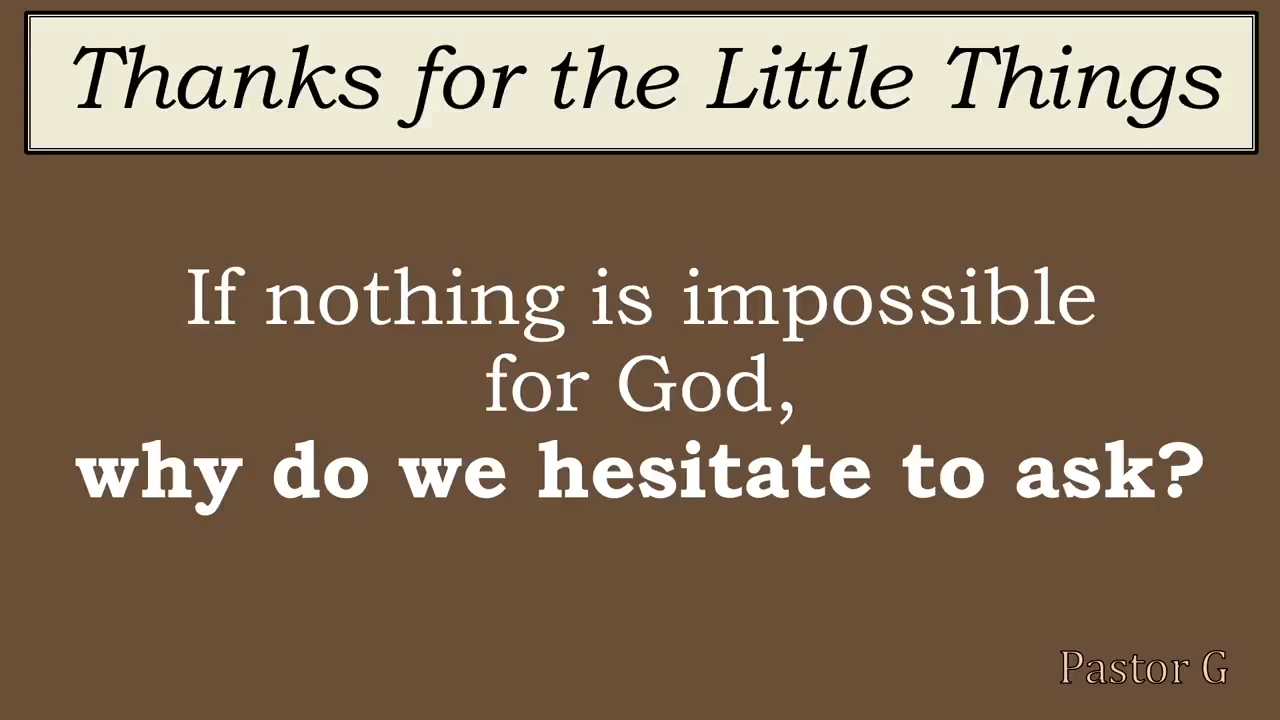 Thanks for the Little Things
If nothing is impossible
for God,
why do we hesitate to ask?
Pastor G